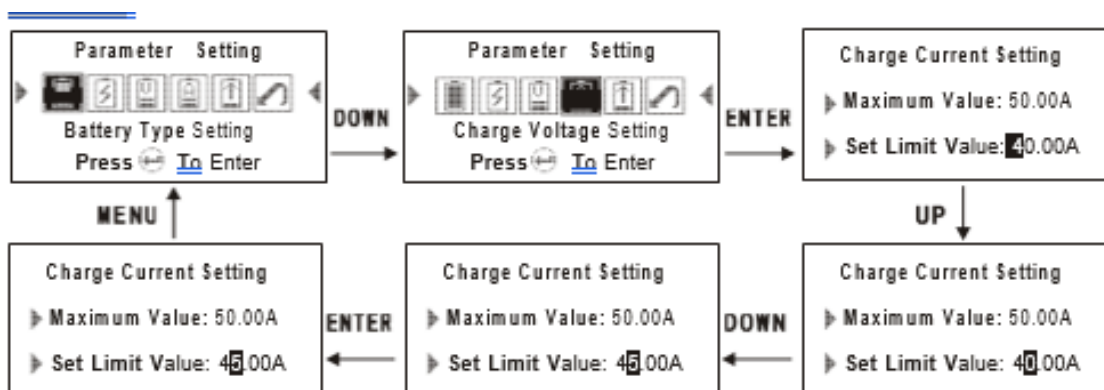 Parameter Setting
Battery Type Setting
Press To Enter
DOWN
Parameter Setting
Charge Voltage Setting
Press To Enter
ENTER
Charge Current Setting
Maximum Value: 50.00A
Set Limit Value: 40.00A
UP
Charge Current Setting
Maximum Value: 50.00A
Set Limit Value: 40.00A
DOWN
Charge Current Setting
Maximum Value: 50.00A
Set Limit Value: 45.00A
ENTER
Charge Current Setting
Maximum Value: 50.00A
Set Limit Value: 45.00A
MENU